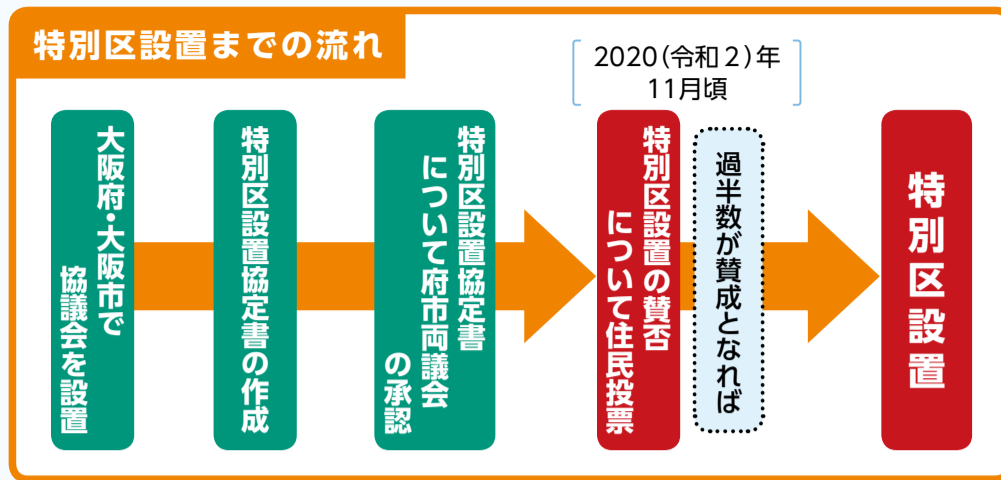 特別区設置までの流れ
2020(令和2)年
11月頃
大阪府・大阪市で
協議会を設置
特別区設置協定書の作成
特別区設置協定書
について府市両議会
の承認
特別区設置の賛否
について住民投票
過半数が賛成となれば
特別区設置